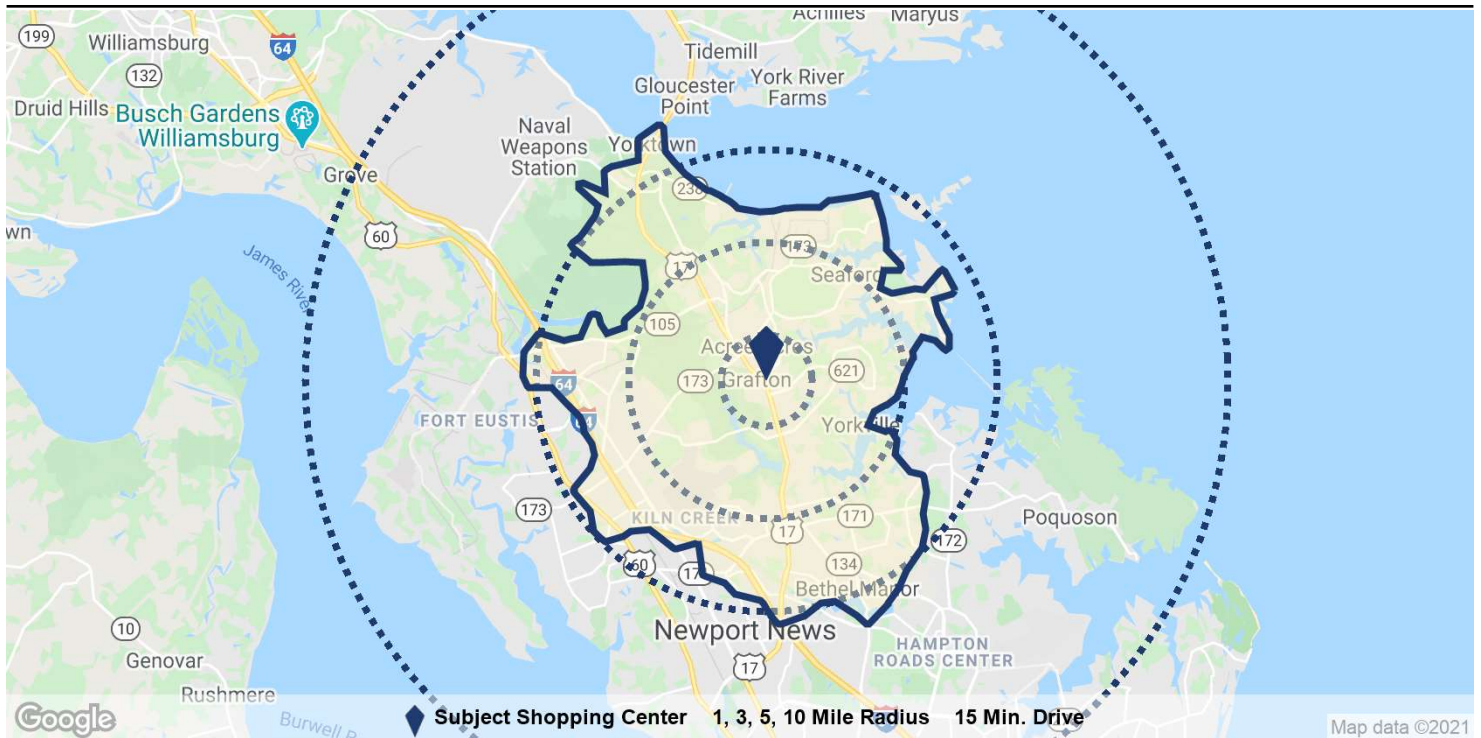 Achilles
Maryus
199
Williamsburg
64
132
Tidemill
Gloucester
Point
York River
Farms
Druid Hills
Busch Gardens
Williamsburg
Naval
Weapons
Station
Yorktown
Grove
238
wn
60
173
James River
17
Seaford
105
Acree Acres
173
Grafton
621
64
FORT EUSTIS
64
Yorkville
173
KILN CREEK
171
17
Poquoson
172
60
134
Bethel Manor
Newport News
HAMPTON
ROADS CENTER
10
Genovar
17
Rushmere
Google
Burwell
Subject Shopping Center 1, 3, 5, 10 Mile Radius 15 Min. Drive
Map data ©2021